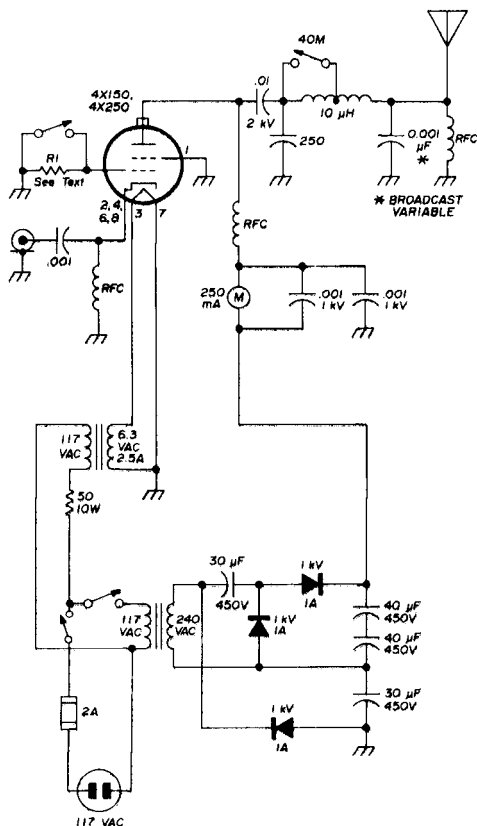 40M
4X150,
4X250
.01
2 kV
10 µH
250
0.001
µF
*
RFC
* BROADCAST
VARIABLE
R1
See Text
1
2, 4,
6,8
3
7
.001
RFC
RFC
250
mA
M
.001
1 kV
.001
1 kV
117
VAC
6.3
VAC
2.5A
50
10W
30 µF
450V
1 kV
1A
117
VAC
240
VAC
1 kV
1A
40 µF
450V
40 µF
450V
30 µF
450V
1 kV
1A
2A
117 VAC